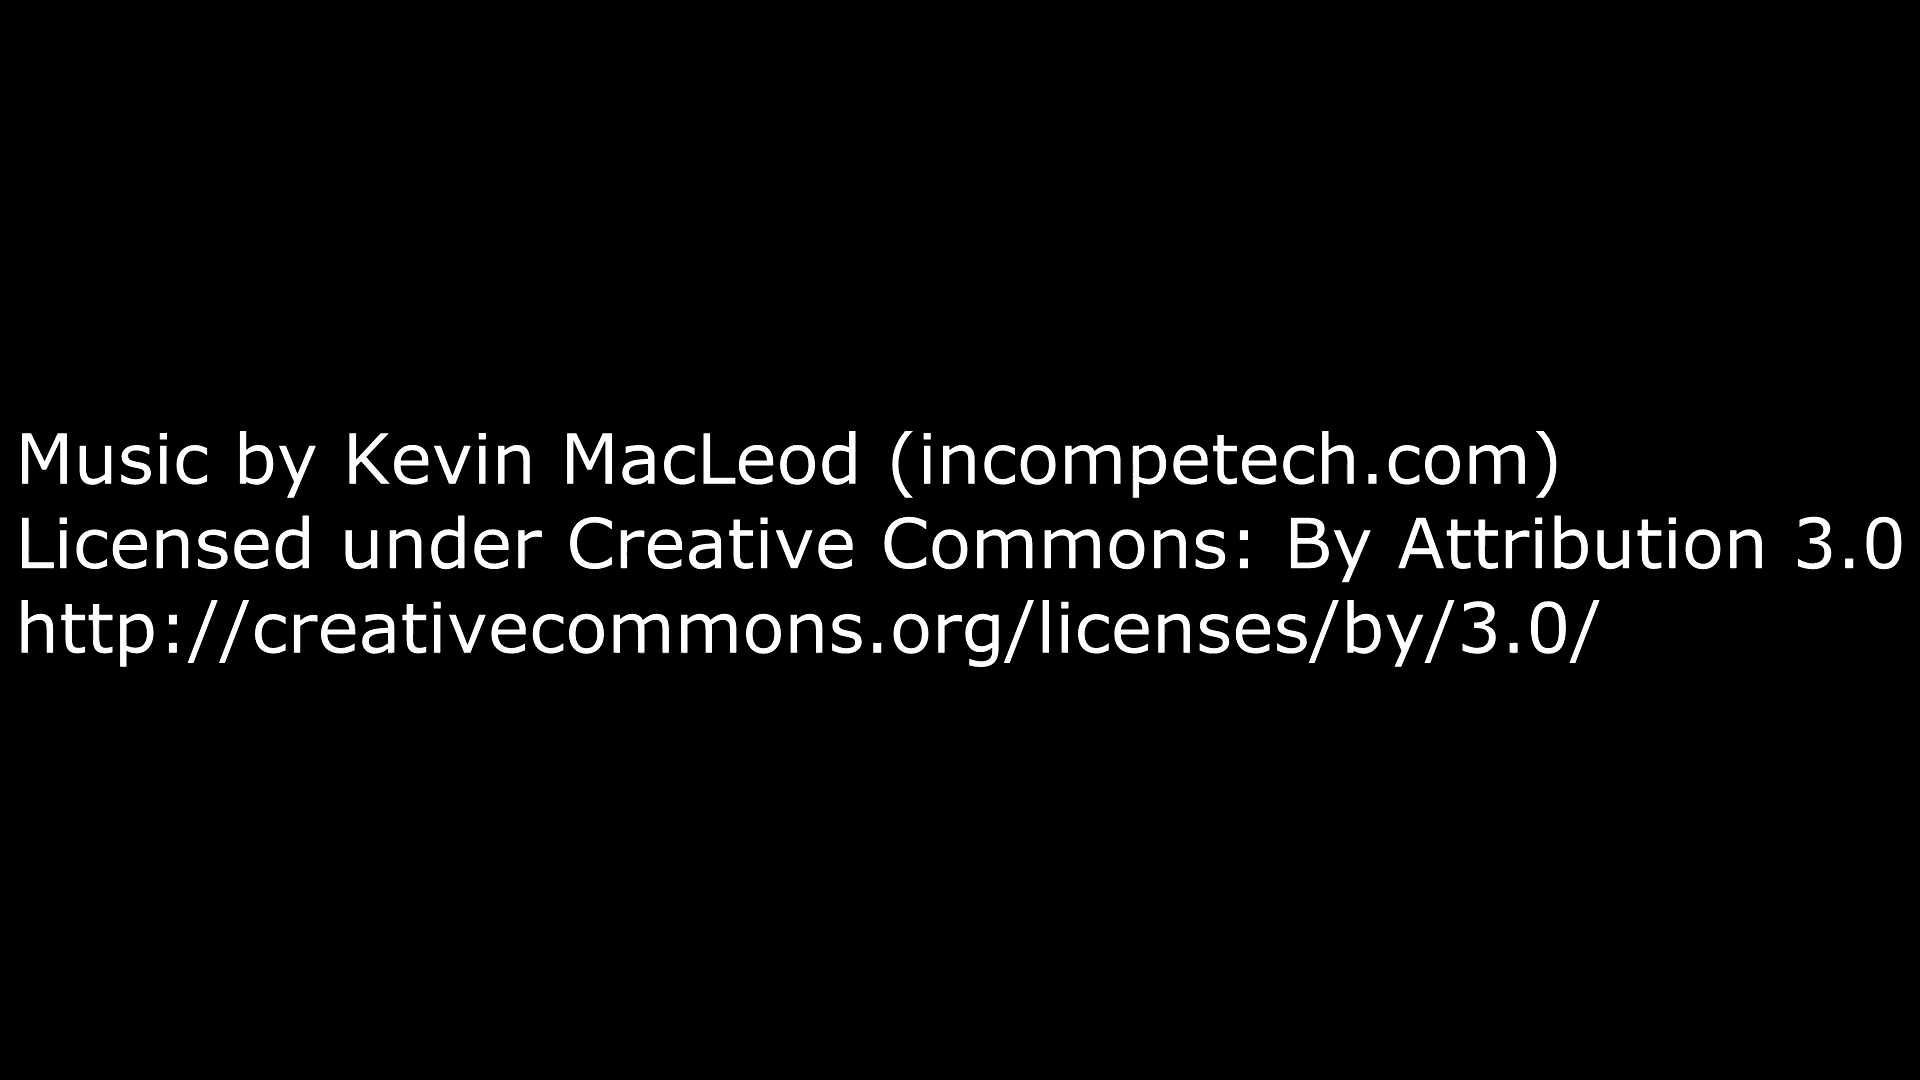 Music by Kevin MacLeod (incompetech.com)
Licensed under Creative Commons: By Attribution 3.0
http://creativecommons.org/licenses/by/3.0/